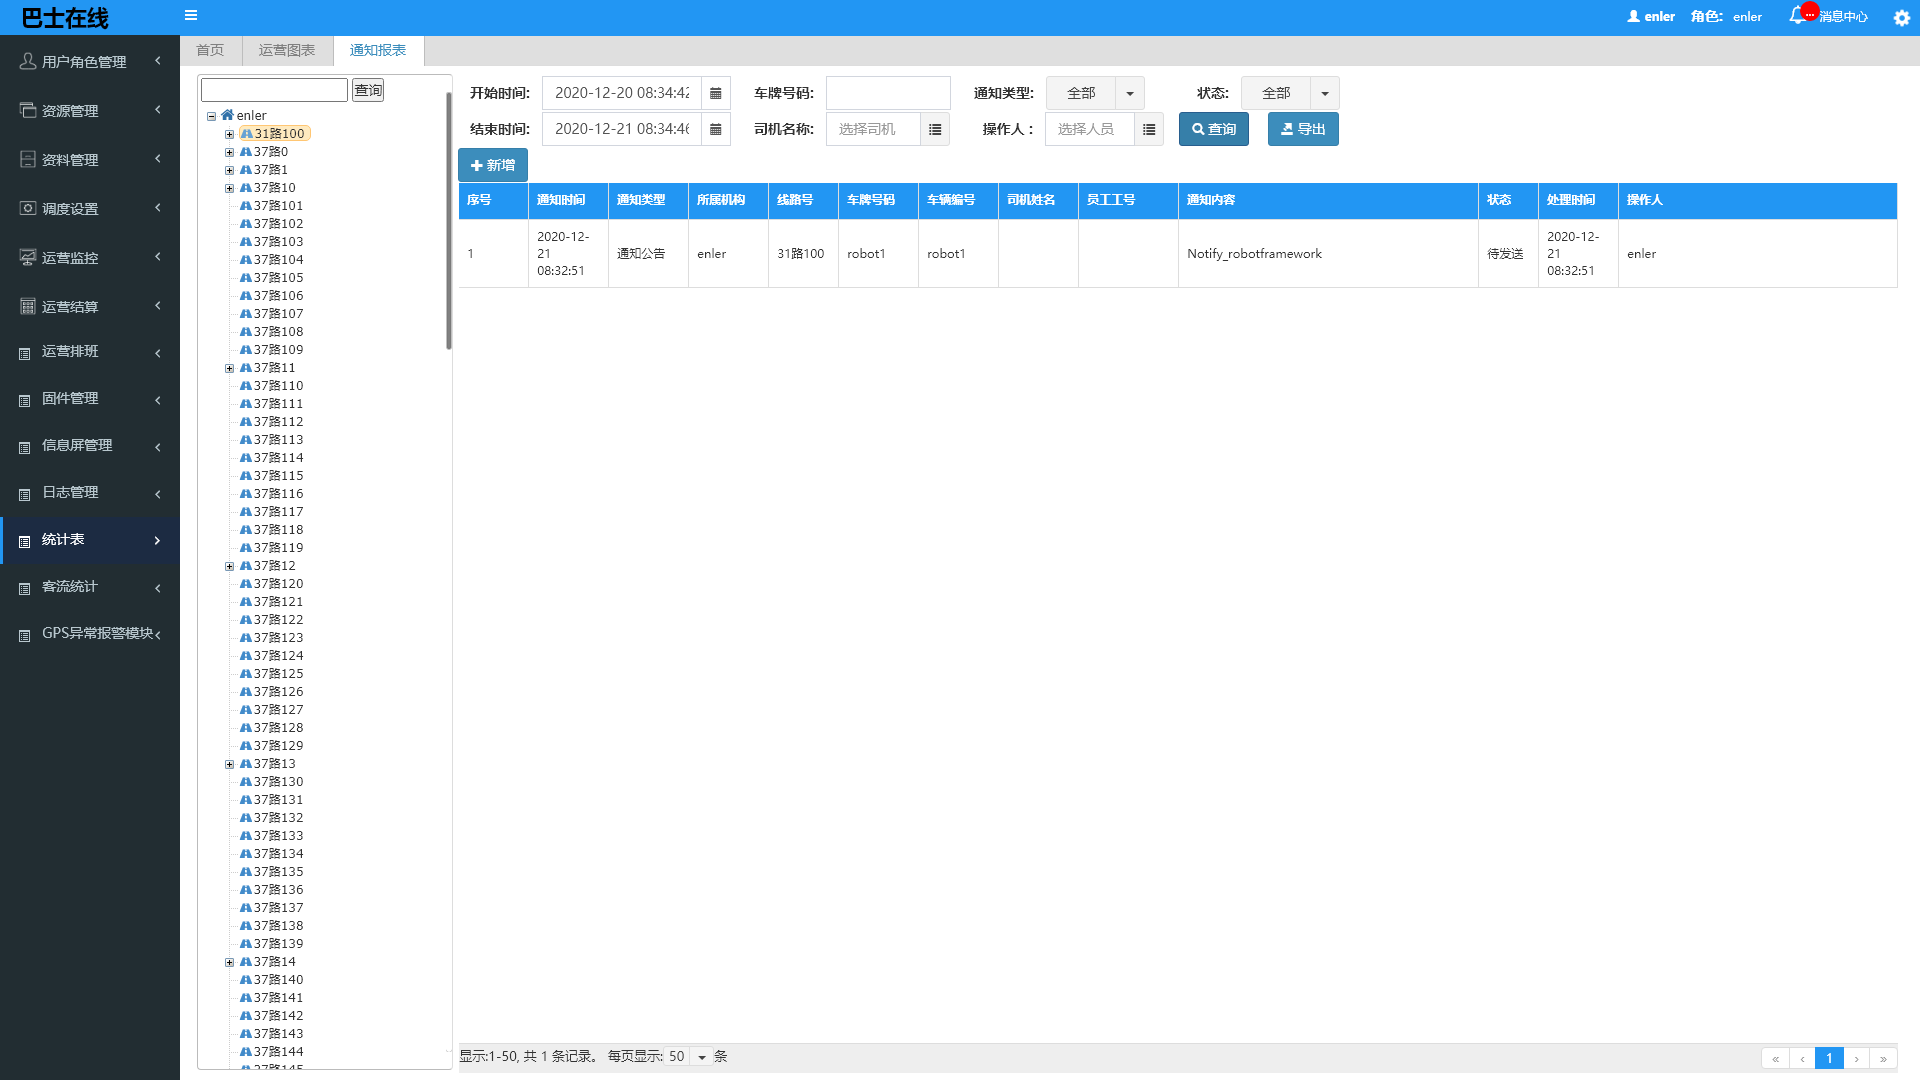 巴士在线
enler 角色: enler ... 消息中心
用户角色管理
资源管理
资料管理
调度设置
运营监控
运营结算
运营排班
固件管理
信息屏管理
日志管理
统计表
客流统计
GPS异常报警模块
首页 运营图表 通知报表
查询
enler
31路100
37路0
37路1
37路10
37路101
37路102
37路103
37路104
37路105
37路106
37路107
37路108
37路109
37路11
37路110
37路111
37路112
37路113
37路114
37路115
37路116
37路117
37路118
37路119
37路12
37路120
37路121
37路122
37路123
37路124
37路125
37路126
37路127
37路128
37路129
37路13
37路130
37路131
37路132
37路133
37路134
37路135
37路136
37路137
37路138
37路139
37路14
37路140
37路141
37路142
37路143
37路144
37路145
开始时间: 2020-12-20 08:34:42 车牌号码: 通知类型: 全部 状态: 全部
结束时间: 2020-12-21 08:34:46 司机名称: 选择司机 操作人： 选择人员 查询 导出
新增
序号 通知时间 通知类型 所属机构 线路号 车牌号码 车辆编号 司机姓名 员工工号 通知内容 状态 处理时间 操作人
1 2020-12-21 08:32:51 通知公告 enler 31路100 robot1 robot1 Notify_robotframework 待发送 2020-12-21 08:32:51 enler
显示:1-50, 共 1 条记录。 每页显示: 50 条
« ‹ 1 › »